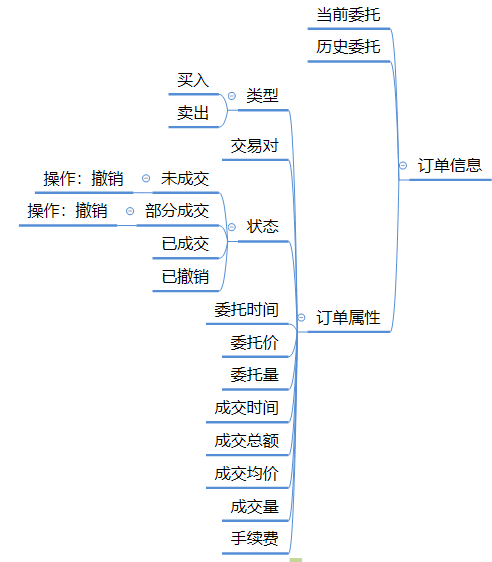 当前委托
历史委托
买入
类型
卖出
交易对
订单信息
操作：撤销
未成交
操作：撤销
部分成交
状态
已成交
已撤销
委托时间
订单属性
委托价
委托量
成交时间
成交总额
成交均价
成交量
手续费